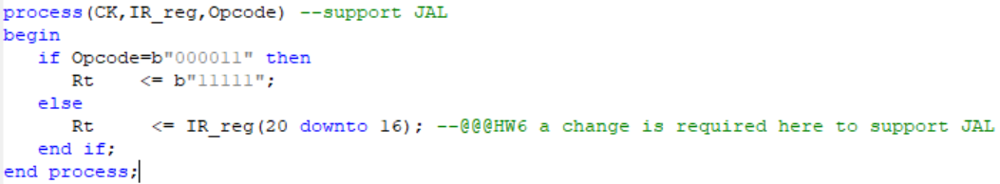 process(CK,IR_reg,Opcode) --support JAL
begin
if Opcode=b"000011" then
Rt <= b"11111";
else
Rt <= IR_reg(20 downto 16); --@@@HW6 a change is required here to support JAL
end if;
end process;